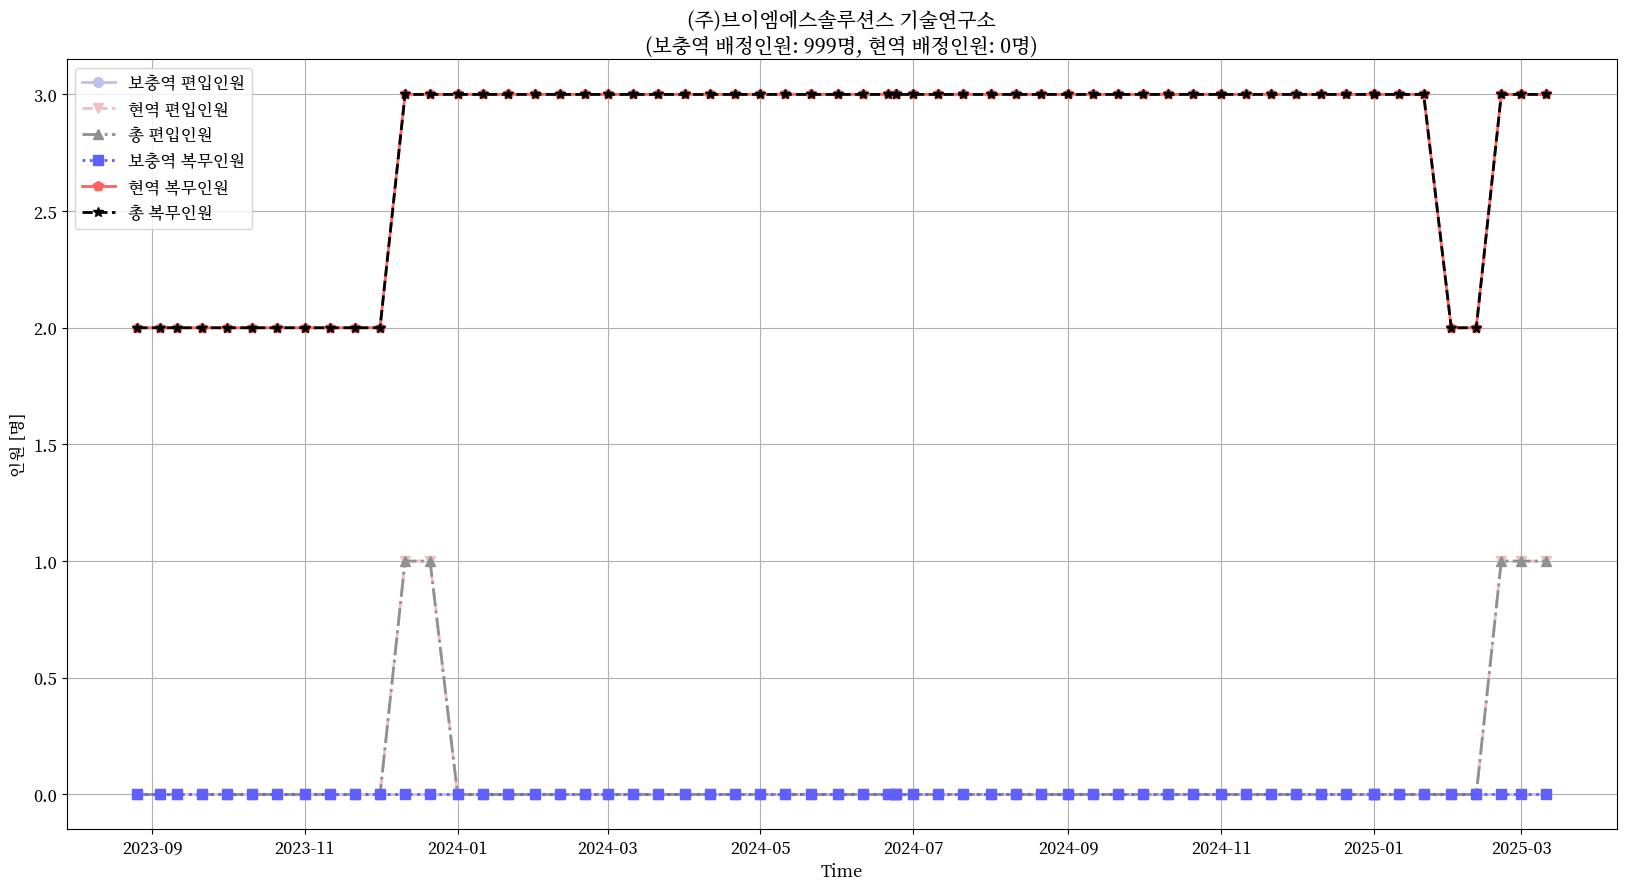 (주)브이엠에스솔루션스 기술연구소
(보충역 배정인원: 999명, 현역 배정인원: 0명)
보충역 편입인원
현역 편입인원
총 편입인원
보충역 복무인원
현역 복무인원
총 복무인원
3.0
2.5
2.0
1.5
1.0
0.5
0.0
인원 [명]
2023-09
2023-11
2024-01
2024-03
2024-05
2024-07
2024-09
2024-11
2025-01
2025-03
Time